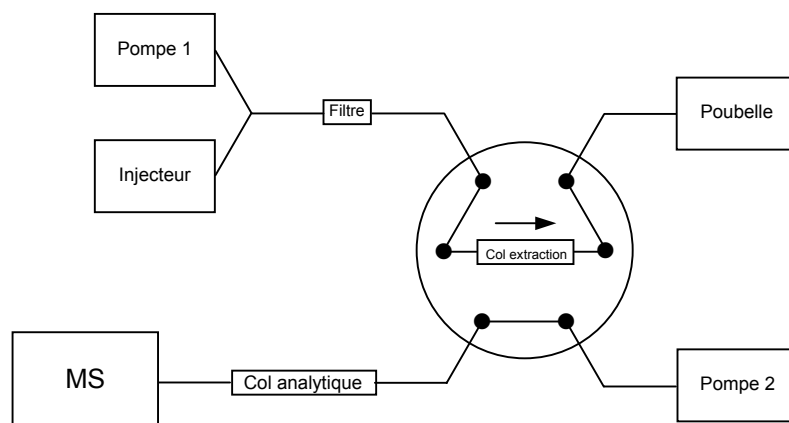 Pompe 1
Filtre
Poubelle
Injecteur
Col extraction
MS
Col analytique
Pompe 2